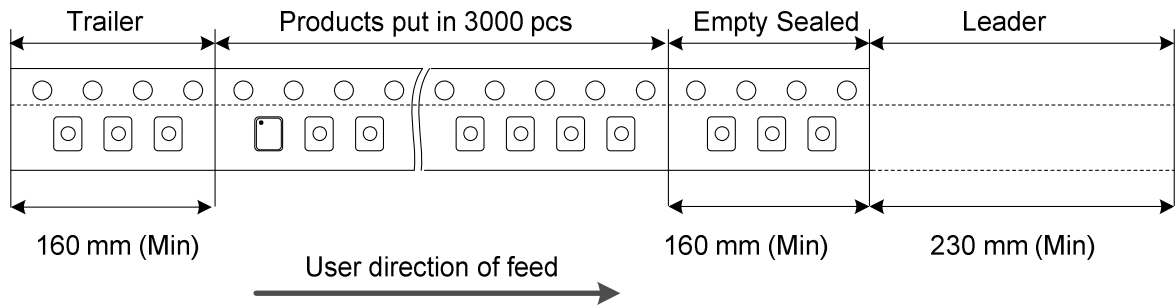 Trailer
Products put in 3000 pcs
Empty Sealed
Leader
160 mm (Min)
160 mm (Min)
230 mm (Min)
User direction of feed